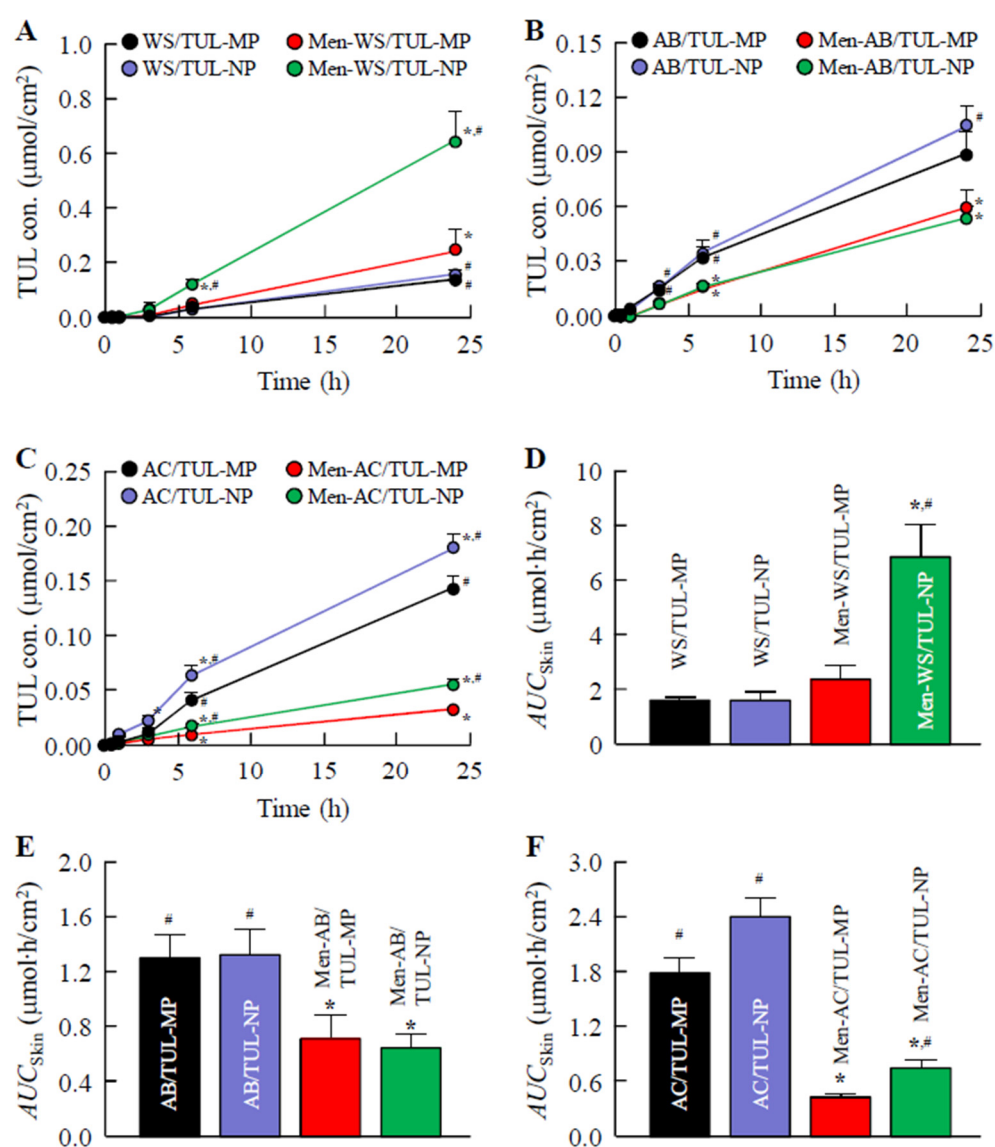 A
WS/TUL-MP Men-WS/TUL-MP
WS/TUL-NP Men-WS/TUL-NP
TUL con. (μmol/cm²)
1.0
0.8
0.6
0.4
0.2
0.0
*,#
*
#
#
*,#
0 5 10 15 20 25
Time (h)
B
AB/TUL-MP Men-AB/TUL-MP
AB/TUL-NP Men-AB/TUL-NP
TUL con. (μmol/cm²)
0.15
0.12
0.09
0.06
0.03
0.00
#
*
*
#
#
*
*
#
#
0 5 10 15 20 25
Time (h)
C
AC/TUL-MP Men-AC/TUL-MP
AC/TUL-NP Men-AC/TUL-NP
TUL con. (μmol/cm²)
0.25
0.20
0.15
0.10
0.05
0.00
*,#
#
*,#
*
*,#
#
*,#
*
*
0 5 10 15 20 25
Time (h)
D
AUCSkin (μmol·h/cm²)
10
8
6
4
2
0
WS/TUL-MP
WS/TUL-NP
Men-WS/TUL-MP
*,#
Men-WS/TUL-NP
E
AUCSkin (μmol·h/cm²)
2.0
1.6
1.2
0.8
0.4
0.0
#
AB/TUL-MP
#
AB/TUL-NP
Men-AB/
TUL-MP
*
Men-AB/
TUL-NP
*
F
AUCSkin (μmol·h/cm²)
3.0
2.4
1.8
1.2
0.6
0.0
#
AC/TUL-MP
#
AC/TUL-NP
* Men-AC/TUL-MP
*,#
Men-AC/TUL-NP